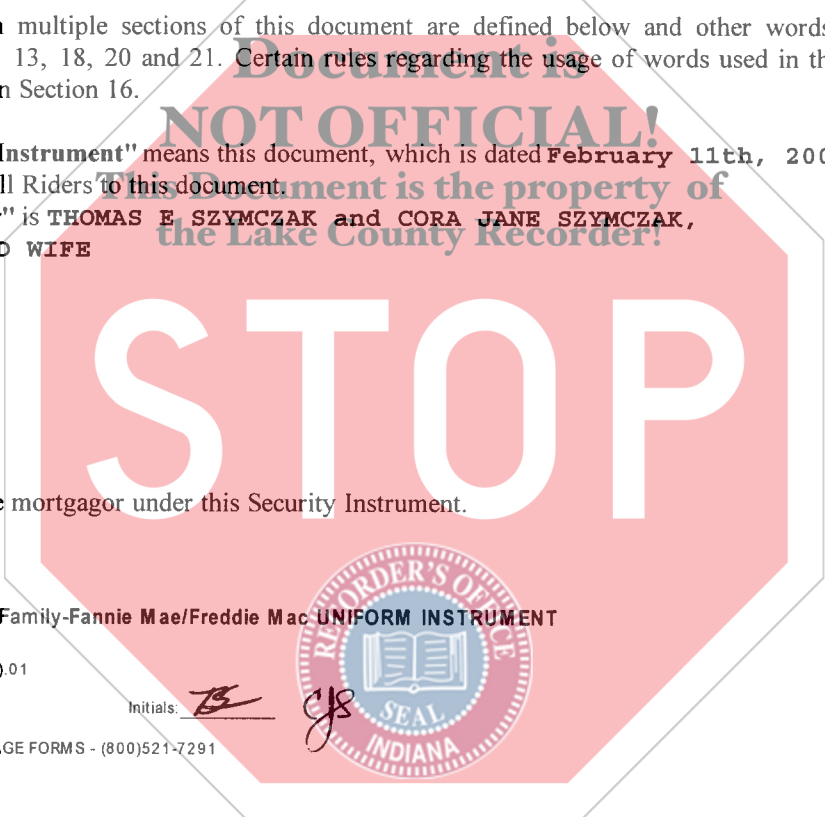 multiple sections of this document are defined below and other words
13, 18, 20 and 21. Certain rules regarding the usage of words used in th
n Section 16.
Document is
NOT OFFICIAL!
This Document is the property of
the Lake County Recorder!
Instrument" means this document, which is dated February 11th, 200
ll Riders to this document.
" is THOMAS E SZYMCZAK and CORA JANE SZYMCZAK,
D WIFE
STOP
e mortgagor under this Security Instrument.
Family-Fannie Mae/Freddie Mac UNIFORM INSTRUMENT
).01
Initials: CJS
GE FORMS - (800)521-7291
RECORDER'S OFFICE
SEAL
INDIANA